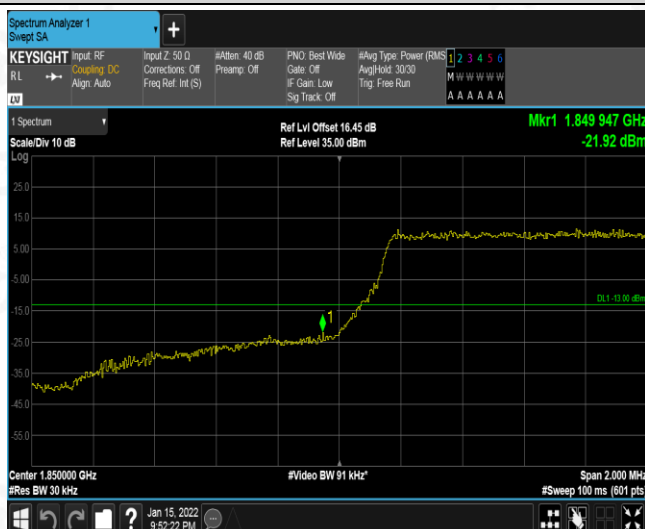 Spectrum Analyzer 1
Swept SA
+
KEYSIGHT
RL
LXI
Input: RF
Coupling: DC
Align: Auto
Input Z: 50 Ω
Corrections: Off
Freq Ref: Int (S)
#Atten: 40 dB
Preamp: Off
PNO: Best Wide
Gate: Off
IF Gain: Low
Sig Track: Off
#Avg Type: Power (RMS
Avg|Hold: 30/30
Trig: Free Run
1 2 3 4 5 6
M W W W W W
A A A A A A
1 Spectrum
Scale/Div 10 dB
Ref Lvl Offset 16.45 dB
Ref Level 35.00 dBm
Mkr1 1.849 947 GHz
-21.92 dBm
Log
25.0
15.0
5.00
-5.00
DL1 -13.00 dBm
-15.0
1
-25.0
-35.0
-45.0
-55.0
Center 1.850000 GHz
#Res BW 30 kHz
#Video BW 91 kHz*
Span 2.000 MHz
#Sweep 100 ms (601 pts)
?
Jan 15, 2022
9:52:22 PM